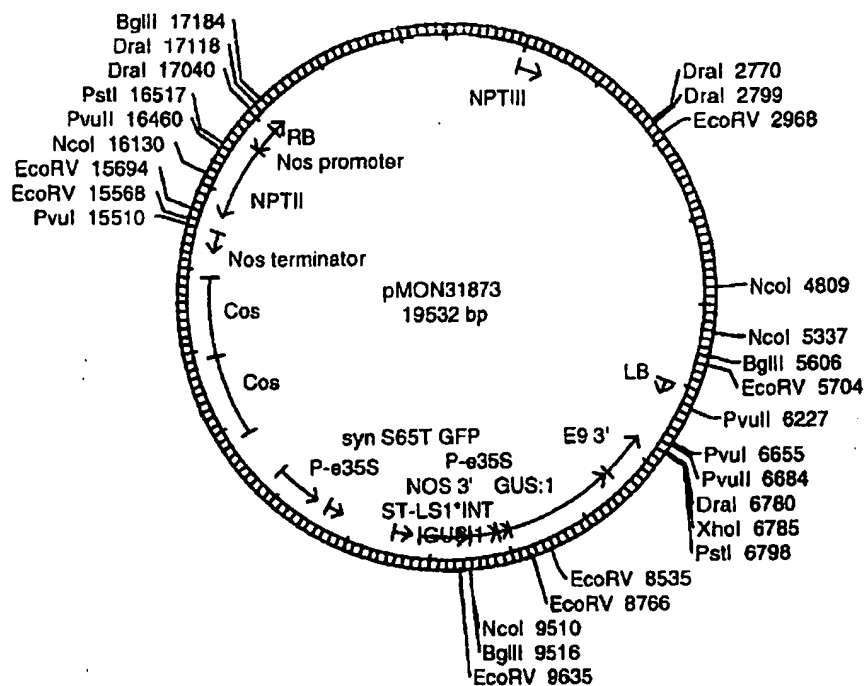 BglII 17184
DraI 17118
DraI 17040
PstI 16517
PvuII 16460
NcoI 16130
EcoRV 15694
EcoRV 15568
PvuI 15510
NPTIII
DraI 2770
DraI 2799
EcoRV 2968
RB
Nos promoter
NPTII
Nos terminator
Cos
Cos
pMON31873
19532 bp
NcoI 4809
NcoI 5337
BglII 5606
EcoRV 5704
LB
PvuII 6227
PvuI 6655
PvuII 6684
DraI 6780
XhoI 6785
PstI 6798
syn S65T GFP
E9 3'
P-e35S
P-e35S
NOS 3'
GUS:1
ST-LS1*INT
EcoRV 8535
EcoRV 8766
NcoI 9510
BglII 9516
EcoRV 9635